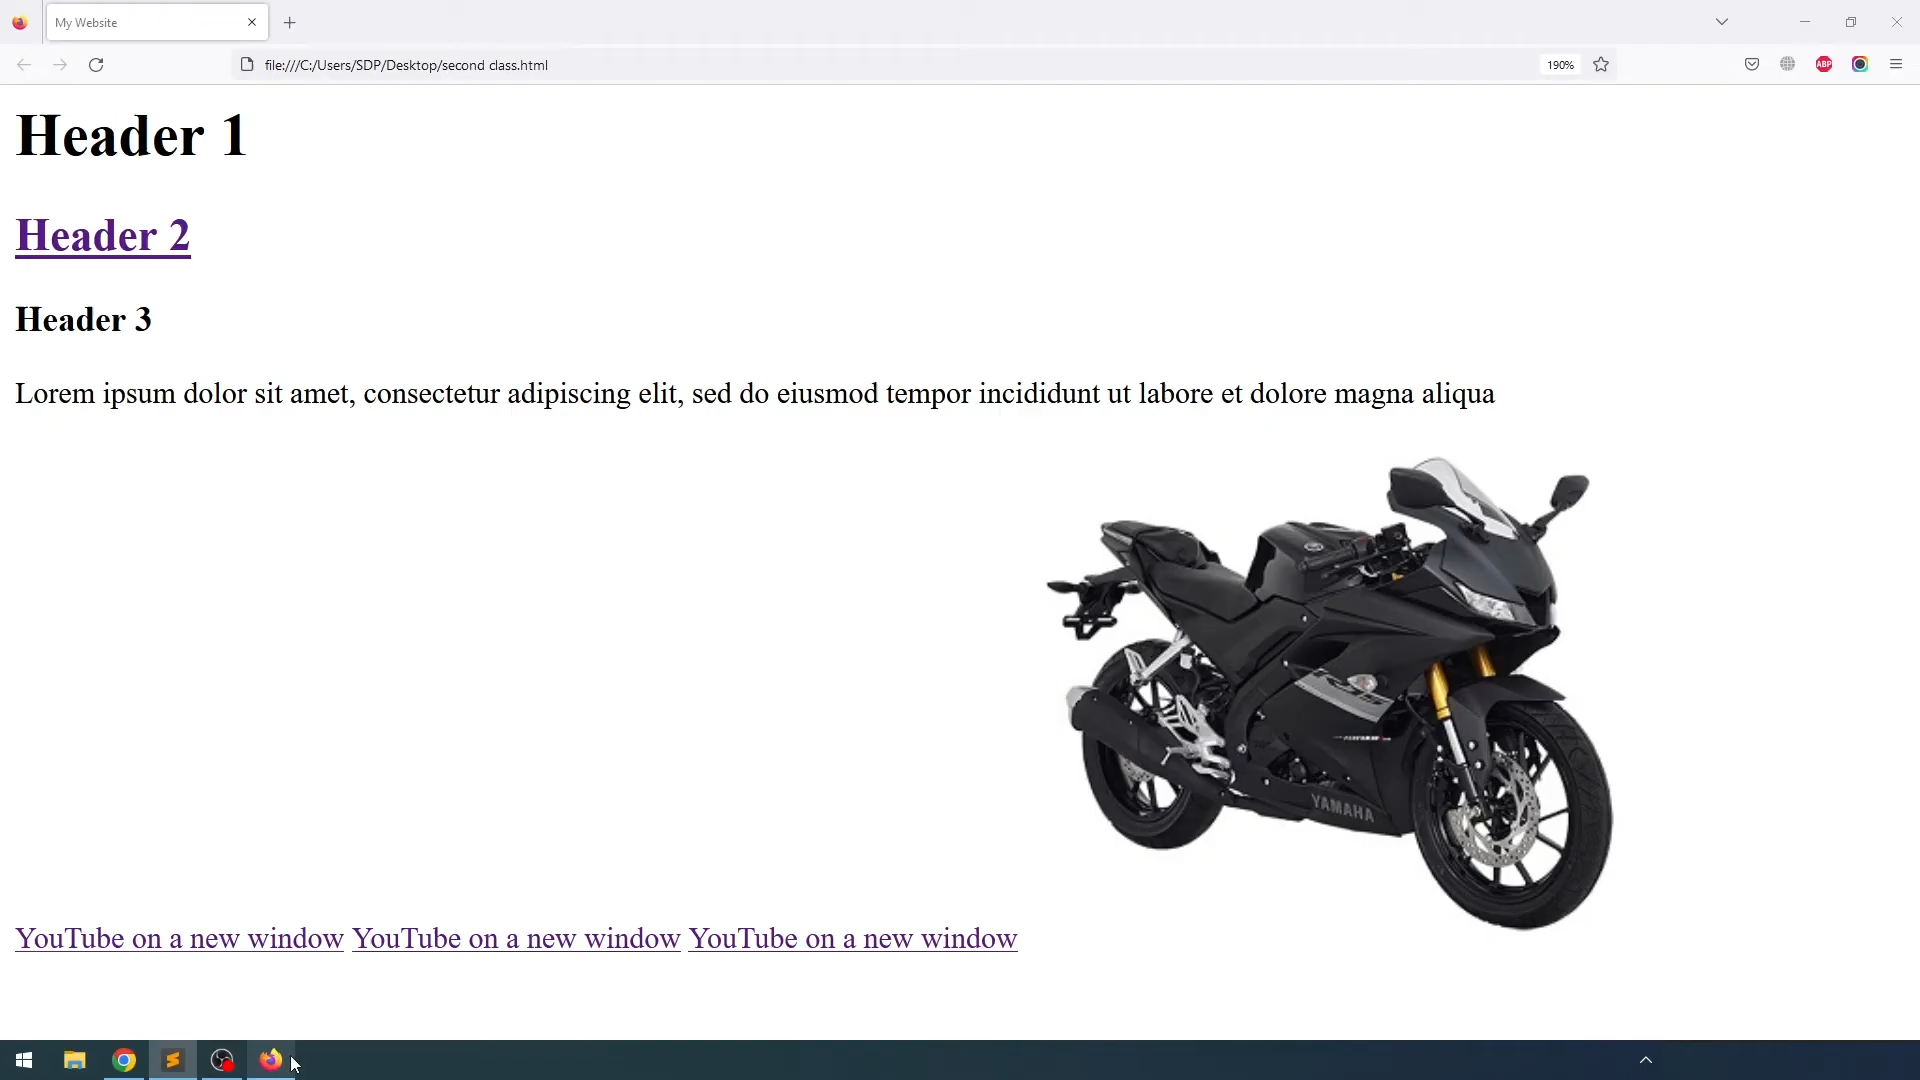 My Website
file:///C:/Users/SDP/Desktop/second class.html
190%
ABP
Header 1
Header 2
Header 3
Lorem ipsum dolor sit amet, consectetur adipiscing elit, sed do eiusmod tempor incididunt ut labore et dolore magna aliqua
YAMAHA
YouTube on a new window YouTube on a new window YouTube on a new window